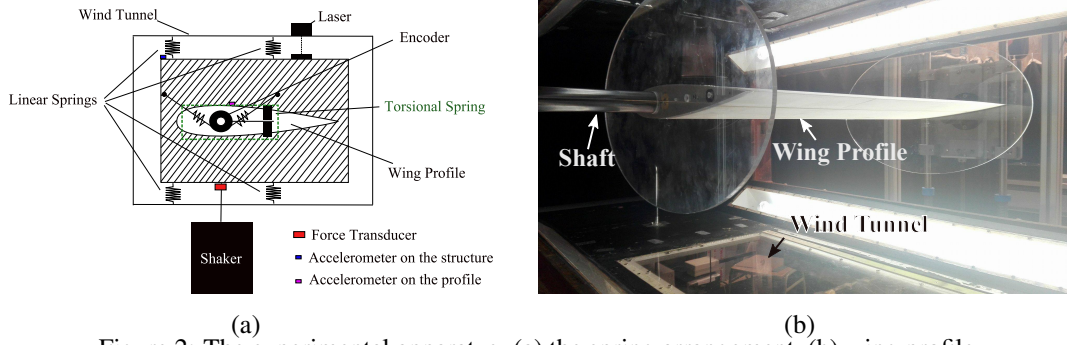 Wind Tunnel
Laser
Encoder
Linear Springs
Torsional Spring
Wing Profile
Shaker
Force Transducer
Accelerometer on the structure
Accelerometer on the profile
Shaft
Wing Profile
Wind Tunnel
(a)
(b)